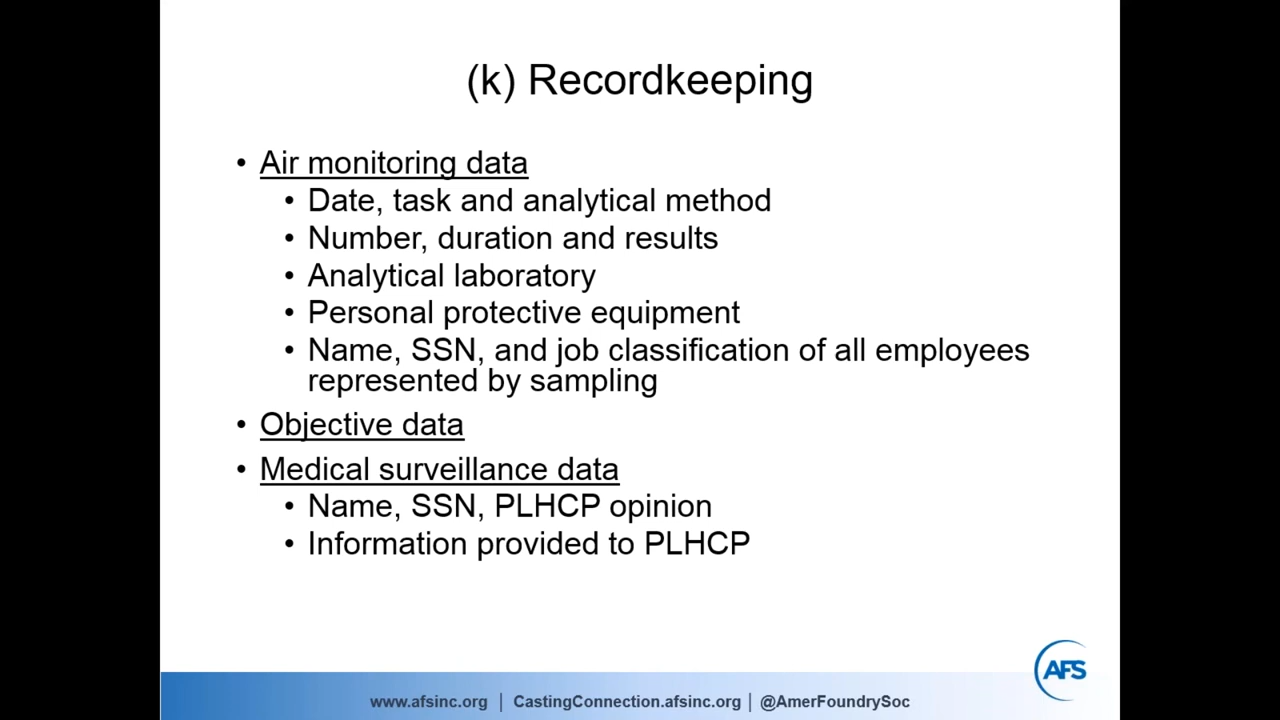 (k) Recordkeeping
• Air monitoring data
• Date, task and analytical method
• Number, duration and results
• Analytical laboratory
• Personal protective equipment
• Name, SSN, and job classification of all employees
represented by sampling
• Objective data
• Medical surveillance data
• Name, SSN, PLHCP opinion
• Information provided to PLHCP
AFS
www.afsinc.org | CastingConnection.afsinc.org | @AmerFoundrySoc